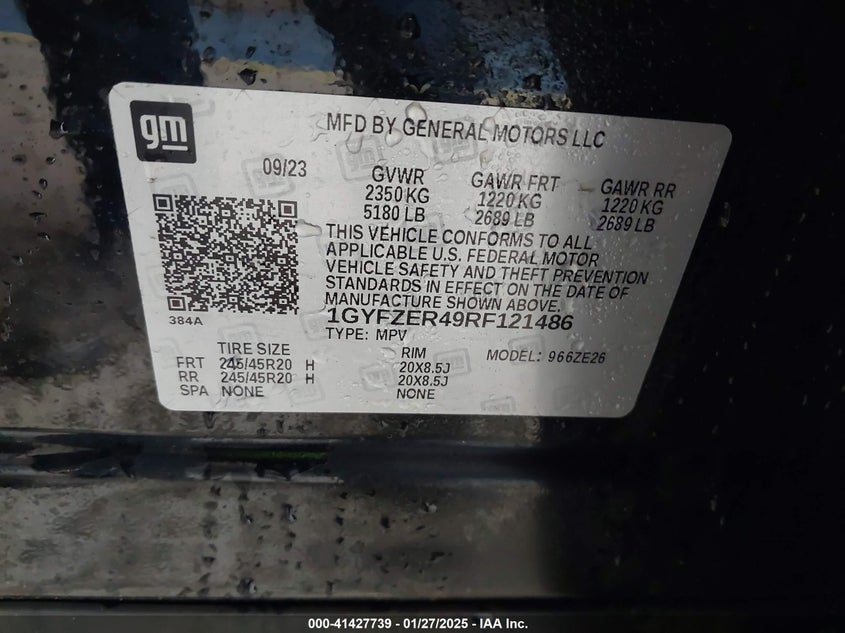 gm
MFD BY GENERAL MOTORS LLC
09/23
GVWR
2350 KG
5180 LB
GAWR FRT
1220 KG
2689 LB
GAWR RR
1220 KG
2689 LB
THIS VEHICLE CONFORMS TO ALL
APPLICABLE U.S. FEDERAL MOTOR
VEHICLE SAFETY AND THEFT PREVENTION
STANDARDS IN EFFECT ON THE DATE OF
MANUFACTURE SHOWN ABOVE.
384A
1GYFZER49RF121486
TYPE: MPV
TIRE SIZE
RIM
MODEL: 966ZE26
FRT 245/45R20 H 20X8.5J
RR 245/45R20 H 20X8.5J
SPA NONE NONE
000-41427739 - 01/27/2025 - IAA Inc.